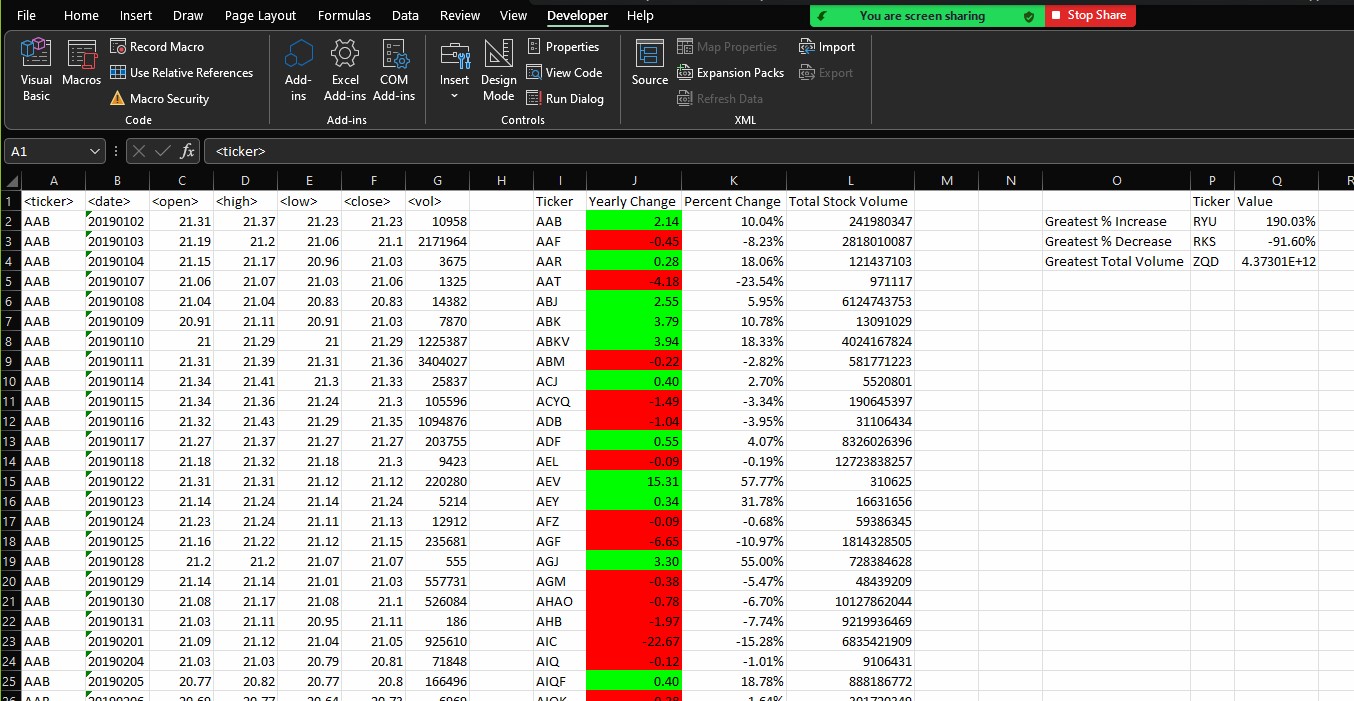 File Home Insert Draw Page Layout Formulas Data Review View Developer Help You are screen sharing Stop Share
Visual Basic Macros Record Macro Use Relative References Macro Security Code
Add-ins Excel Add-ins COM Add-ins Add-ins
Insert Design Mode Properties View Code Run Dialog Controls
Source Map Properties Expansion Packs Refresh Data Import Export XML
A1 fx <ticker>
A B C D E F G H I J K L M N O P Q R
1 <ticker> <date> <open> <high> <low> <close> <vol> Ticker Yearly Change Percent Change Total Stock Volume Ticker Value
2 AAB 20190102 21.31 21.37 21.23 21.23 10958 AAB 2.14 10.04% 241980347 Greatest % Increase RYU 190.03%
3 AAB 20190103 21.19 21.2 21.06 21.1 2171964 AAF -0.45 -8.23% 2818010087 Greatest % Decrease RKS -91.60%
4 AAB 20190104 21.15 21.17 20.96 21.03 3675 AAR 0.28 18.06% 121437103 Greatest Total Volume ZQD 4.37301E+12
5 AAB 20190107 21.06 21.07 21.03 21.06 1325 AAT -4.18 -23.54% 971117
6 AAB 20190108 21.04 21.04 20.83 20.83 14382 ABJ 2.55 5.95% 6124743753
7 AAB 20190109 20.91 21.11 20.91 21.03 7870 ABK 3.79 10.78% 13091029
8 AAB 20190110 21 21.29 21 21.29 1225387 ABKV 3.94 18.33% 4024167824
9 AAB 20190111 21.31 21.39 21.31 21.36 3404027 ABM -0.22 -2.82% 581771223
10 AAB 20190114 21.34 21.41 21.3 21.33 25837 ACJ 0.40 2.70% 5520801
11 AAB 20190115 21.34 21.36 21.24 21.3 105596 ACYQ -1.49 -3.34% 190645397
12 AAB 20190116 21.32 21.43 21.29 21.35 1094876 ADB -1.04 -3.95% 31106434
13 AAB 20190117 21.27 21.37 21.27 21.27 203755 ADF 0.55 4.07% 8326026396
14 AAB 20190118 21.18 21.32 21.18 21.3 9423 AEL -0.09 -0.19% 12723838257
15 AAB 20190122 21.31 21.31 21.12 21.12 220280 AEV 15.31 57.77% 310625
16 AAB 20190123 21.14 21.24 21.14 21.24 5214 AEY 0.34 31.78% 16631656
17 AAB 20190124 21.23 21.24 21.11 21.13 12912 AFZ -0.09 -0.68% 59386345
18 AAB 20190125 21.16 21.22 21.12 21.15 235681 AGF -6.65 -10.97% 1814328505
19 AAB 20190128 21.2 21.2 21.07 21.07 555 AGJ 3.30 55.00% 728384628
20 AAB 20190129 21.14 21.14 21.01 21.03 557731 AGM -0.38 -5.47% 48439209
21 AAB 20190130 21.08 21.17 21.08 21.1 526084 AHAO -0.78 -6.70% 10127862044
22 AAB 20190131 21.03 21.11 20.95 21.11 186 AHB -1.97 -7.74% 9219936469
23 AAB 20190201 21.09 21.12 21.04 21.05 925610 AIC -22.67 -15.28% 6835421909
24 AAB 20190204 21.03 21.03 20.79 20.81 71848 AIQ -0.12 -1.01% 9106431
25 AAB 20190205 20.77 20.82 20.77 20.8 166496 AIQF 0.40 18.78% 888186772